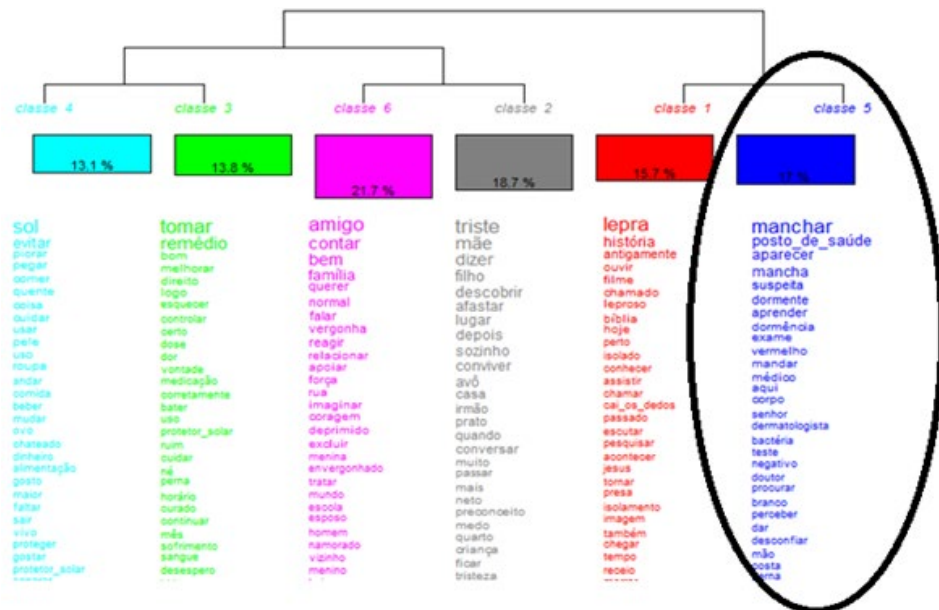 classe 4
classe 3
classe 6
classe 2
classe 1
classe 5
13.1 %
13.8 %
21.7 %
18.7 %
15.7 %
17 %
sol
evitar
piorar
pegar
comer
quente
coisa
cuidar
usar
pele
uso
roupa
andar
comida
beber
mudar
ovo
chateado
dinheiro
alimentação
gosto
maior
faltar
sair
vivo
proteger
gostar
protetor_solar
tomar
remédio
bom
melhorar
direito
logo
esquecer
controlar
certo
dose
dor
vontade
medicação
corretamente
bater
uso
protetor_solar
ruim
cuidar
né
perna
horário
curado
continuar
mês
sofrimento
sangue
desespero
amigo
contar
bem
família
querer
normal
falar
vergonha
reagir
relacionar
apoiar
força
rua
imaginar
coragem
deprimido
excluir
menina
envergonhado
tratar
mundo
escola
esposo
homem
namorado
vizinho
menino
triste
mãe
dizer
filho
descobrir
afastar
lugar
depois
sozinho
conviver
avô
casa
irmão
prato
quando
conversar
muito
passar
mais
neto
preconceito
medo
quarto
criança
ficar
tristeza
lepra
história
antigamente
ouvir
filme
chamado
leproso
bíblia
hoje
perto
isolado
conhecer
assistir
chamar
cai_os_dedos
passado
escutar
pesquisar
acontecer
jesus
tornar
presa
isolamento
imagem
também
chegar
tempo
receio
manchar
posto_de_saúde
aparecer
mancha
suspeita
dormente
aprender
dormência
exame
vermelho
mandar
médico
aqui
corpo
senhor
dermatologista
bactéria
teste
negativo
doutor
procurar
branco
perceber
dar
desconfiar
mão
costa
perna